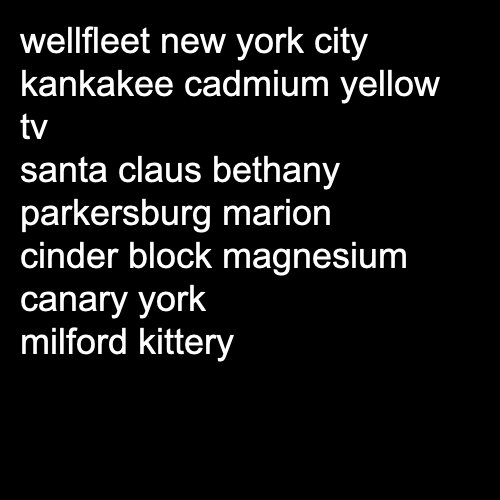 wellfleet new york city
kankakee cadmium yellow
tv
santa claus bethany
parkersburg marion
cinder block magnesium
canary york
milford kittery